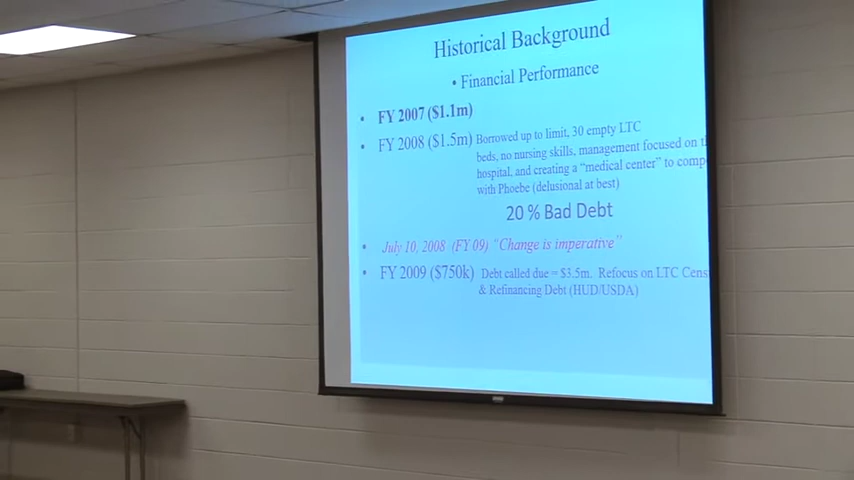 Historical Background
• Financial Performance
• FY 2007 ($1.1m)
• FY 2008 ($1.5m) Borrowed up to limit, 30 empty LTC
beds, no nursing skills, management focused on
hospital, and creating a “medical center” to
with Phoebe (delusional at best)
20 % Bad Debt
• July 10, 2008 (FY 09) “Change is imperative”
• FY 2009 ($750k) Debt called due = $3.5m. Refocus on LTC
& Refinancing Debt (HUD/USDA)